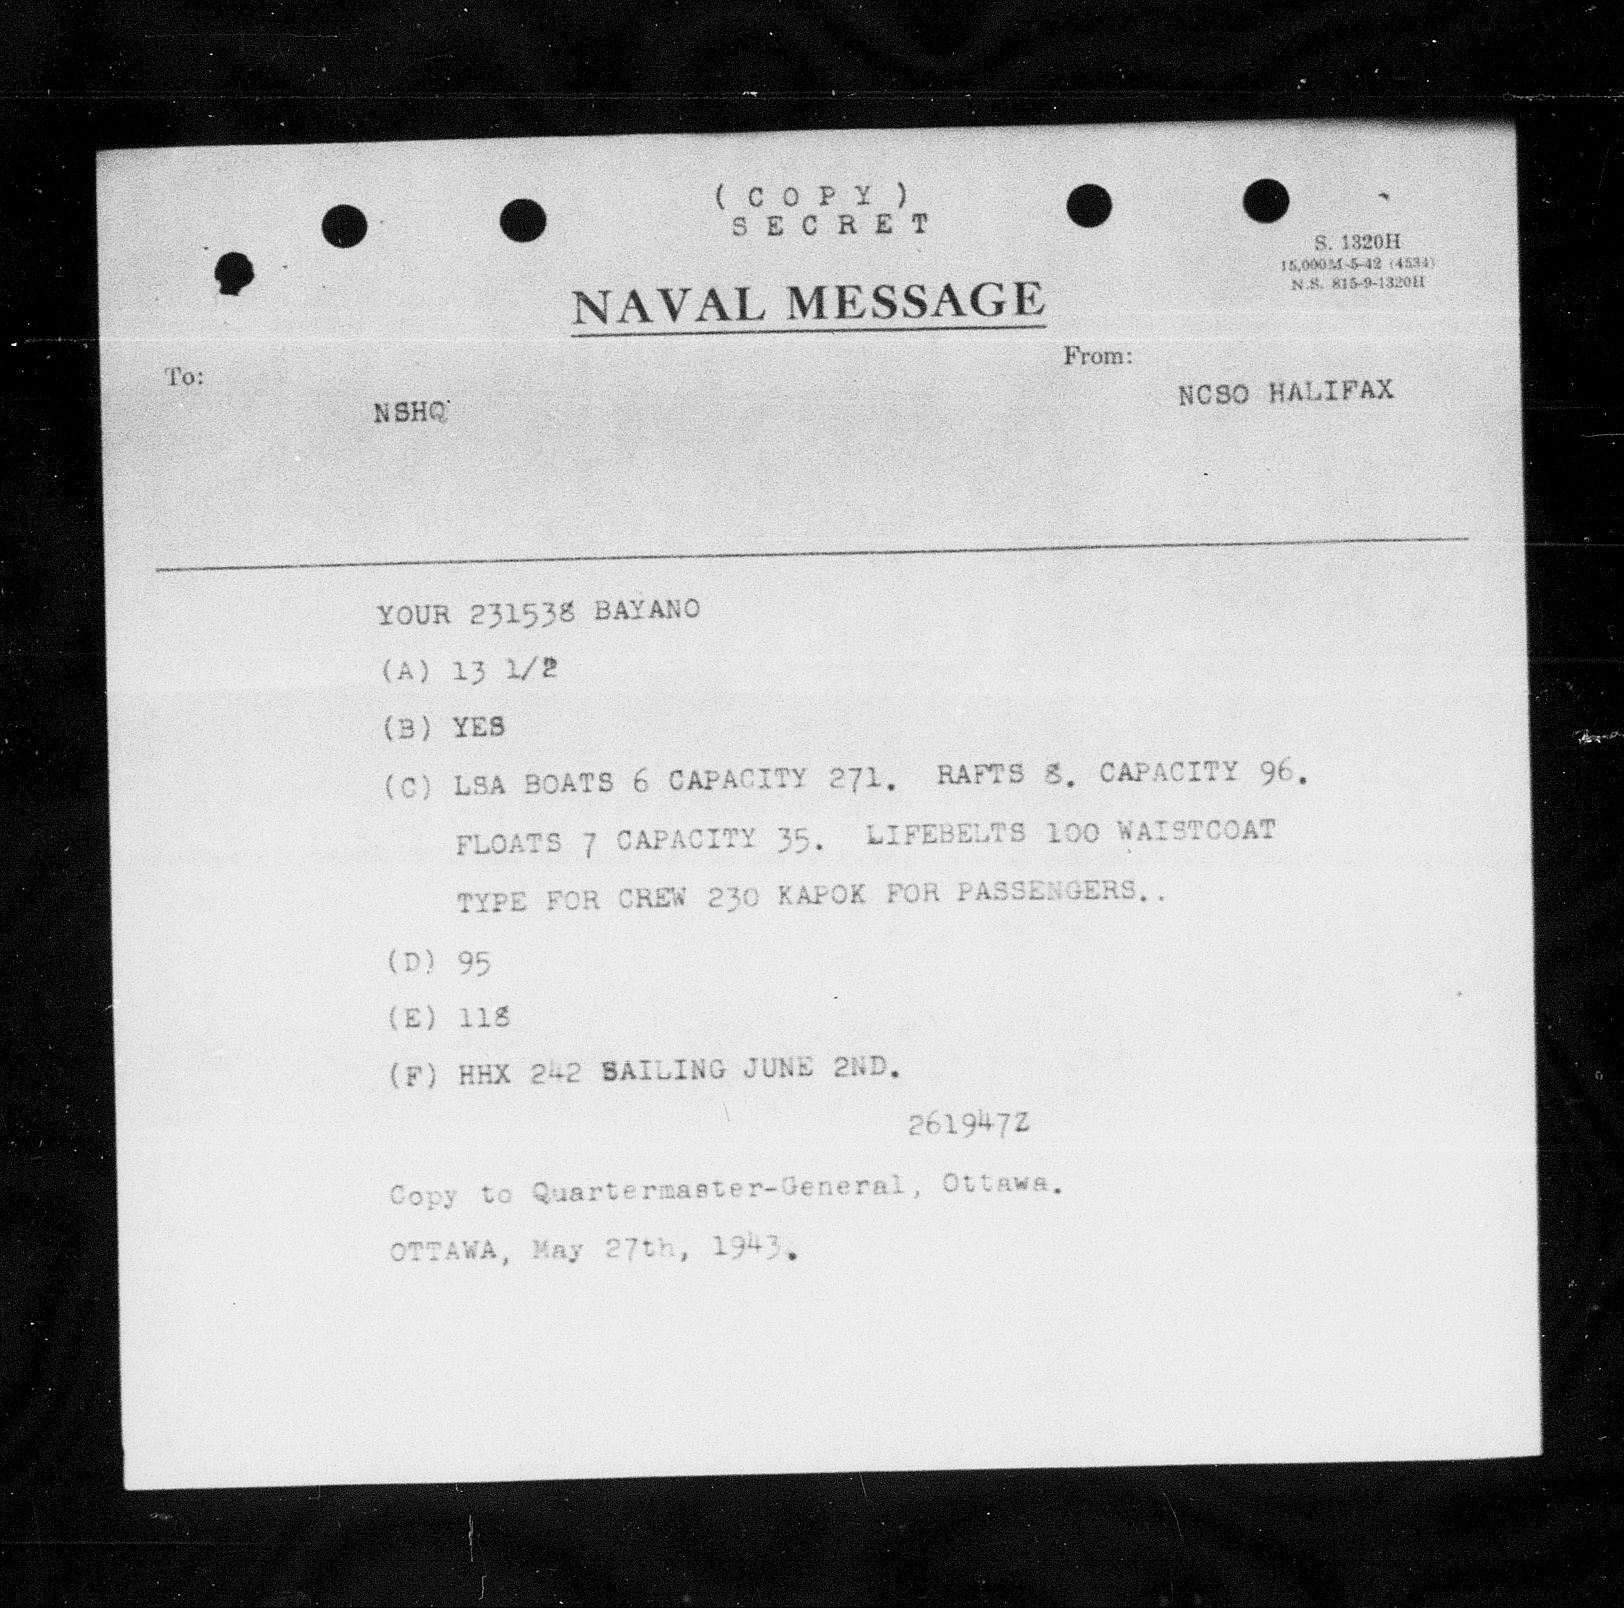 ( C O P Y )
S E C R E T
S. 1320H
15,000M-5-42 (4534)
N.S. 815-9-1320H
NAVAL MESSAGE
To:
From:
NSHQ
NCSO HALIFAX
YOUR 231538 BAYANO
(A) 13 1/2
(B) YES
(C) LSA BOATS 6 CAPACITY 271. RAFTS 8. CAPACITY 96.
FLOATS 7 CAPACITY 35. LIFEBELTS 100 WAISTCOAT
TYPE FOR CREW 230 KAPOK FOR PASSENGERS..
(D) 95
(E) 118
(F) HHX 242 SAILING JUNE 2ND.
261947Z
Copy to Quartermaster-General, Ottawa.
OTTAWA, May 27th, 1943.